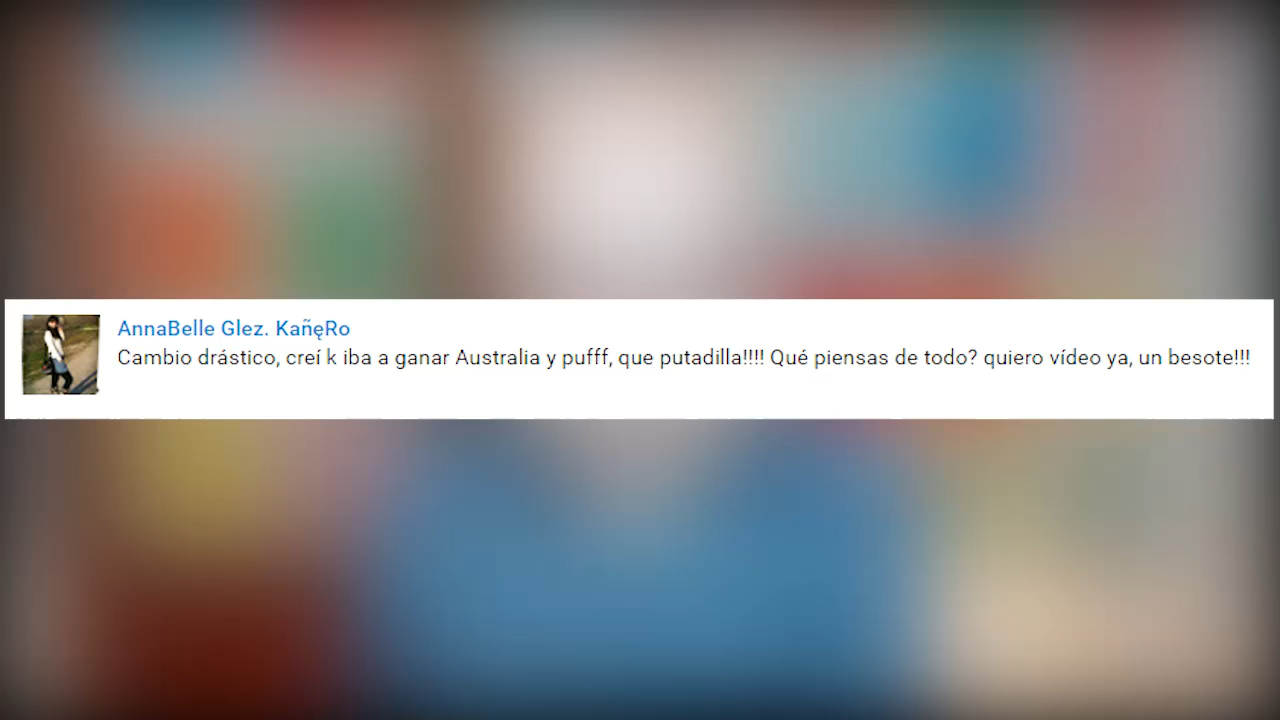 AnnaBelle Glez. KañęRo
Cambio drástico, creí k iba a ganar Australia y pufff, que putadilla!!!! Qué piensas de todo? quiero vídeo ya, un besote!!!